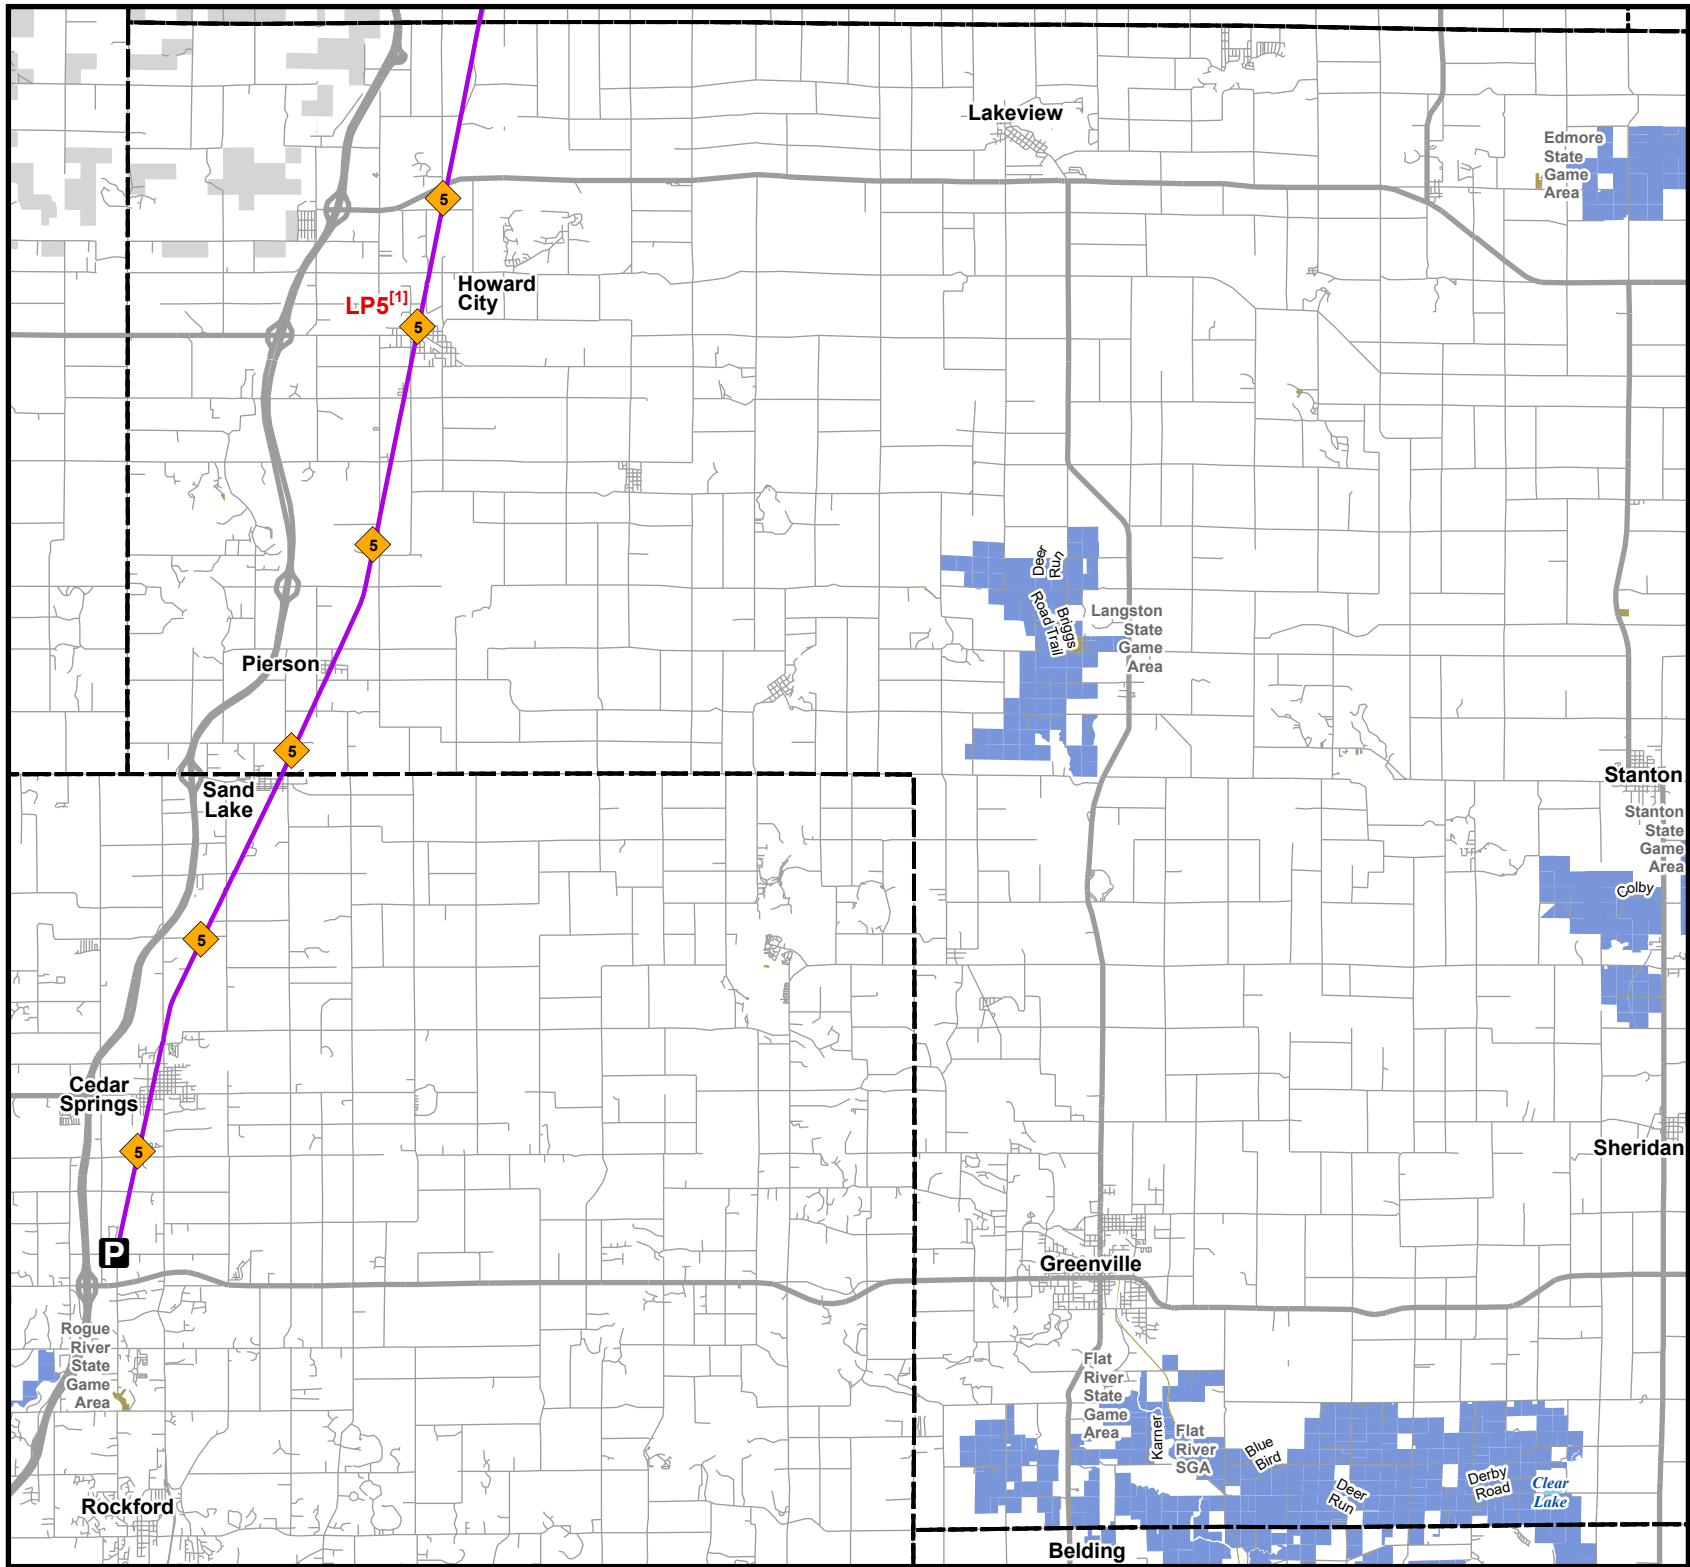 Lakeview
Edmore
State
Game
Area
5
Howard
City
LP5[1]
5
5
Deer
Run
Briggs
Road Trail
Langston
State
Game
Area
Pierson
5
Sand
Lake
Stanton
Stanton
State
Game
Area
Colby
5
Cedar
Springs
5
Sheridan
P
Greenville
Rogue
River
State
Game
Area
Flat
River
State
Game
Area
Karner
Flat
River
SGA
Blue
Bird
Deer
Run
Derby
Road
Clear
Lake
Rockford
Belding